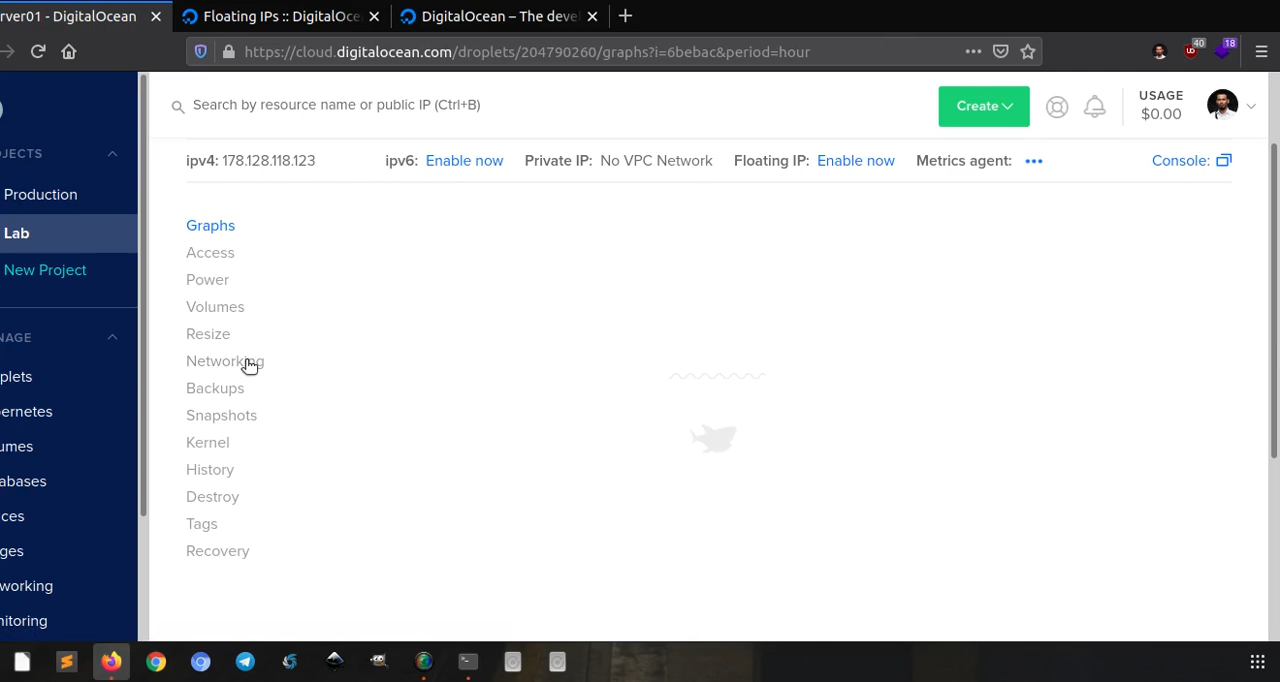 rver01 - DigitalOcean
Floating IPs :: DigitalOce
DigitalOcean – The deve
https://cloud.digitalocean.com/droplets/204790260/graphs?i=6bebac&period=hour
40
18
Search by resource name or public IP (Ctrl+B)
Create
USAGE
$0.00
OJECTS
Production
Lab
New Project
NAGE
plets
ernetes
umes
abases
ces
ges
working
nitoring
ipv4: 178.128.118.123
ipv6: Enable now
Private IP: No VPC Network
Floating IP: Enable now
Metrics agent:
Console:
Graphs
Access
Power
Volumes
Resize
Networking
Backups
Snapshots
Kernel
History
Destroy
Tags
Recovery